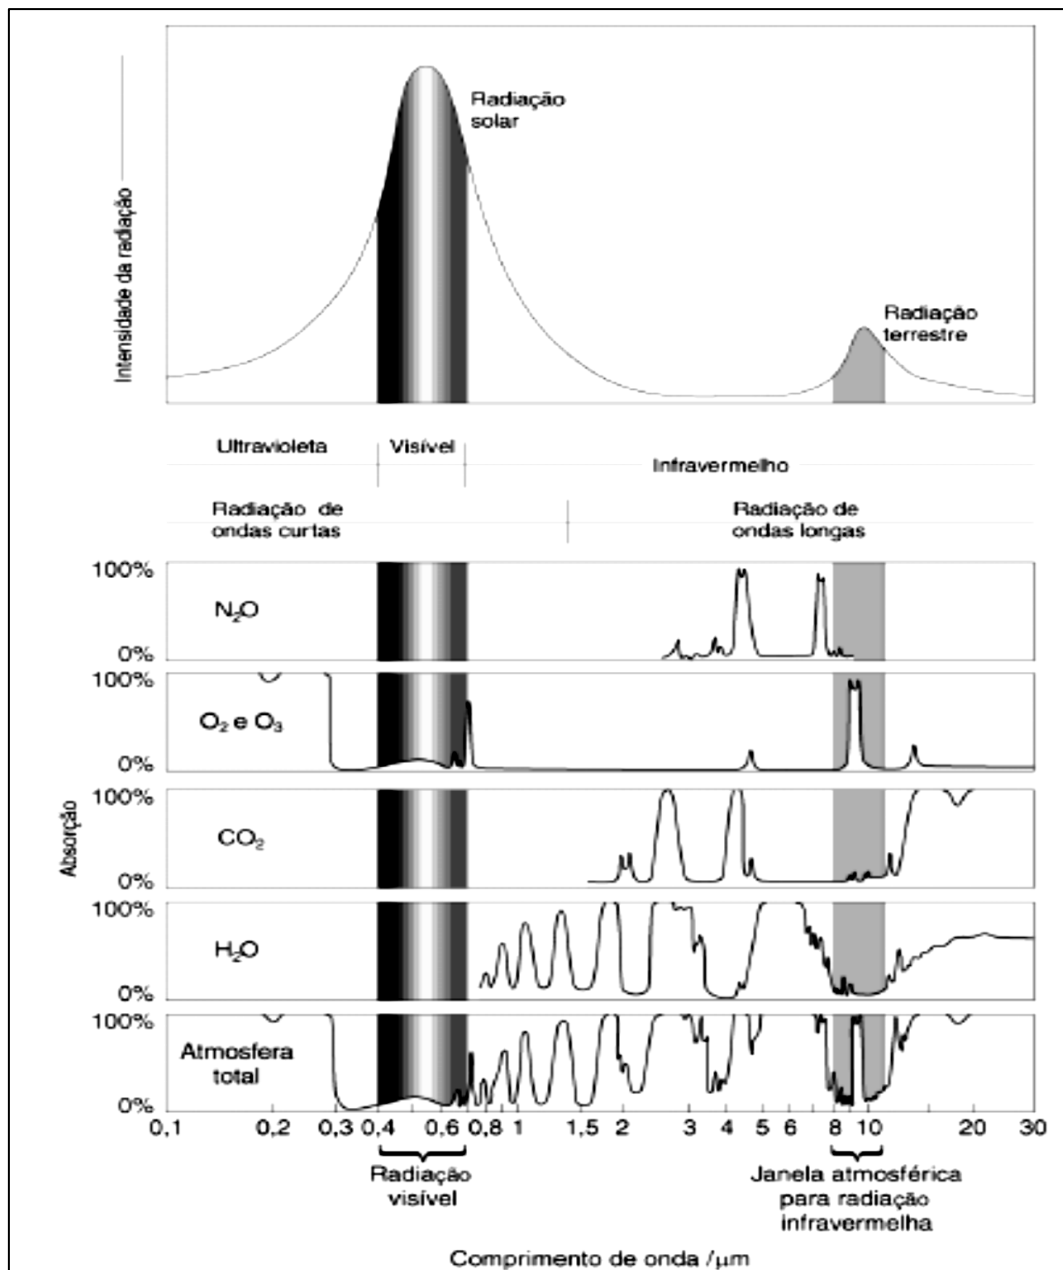 Intensidade da radiação
Radiação
solar
Radiação
terrestre
Ultravioleta
Visível
Infravermelho
Radiação de
ondas curtas
Radiação de
ondas longas
Absorção
100%
N₂O
0%
100%
O₂ e O₃
0%
100%
CO₂
0%
100%
H₂O
0%
100%
Atmosfera
total
0%
0,1 0,2 0,3 0,4 0,6 0,8 1 1,5 2 3 4 5 6 8 10 20 30
Radiação
visível
Janela atmosférica
para radiação
infravermelha
Comprimento de onda /μm